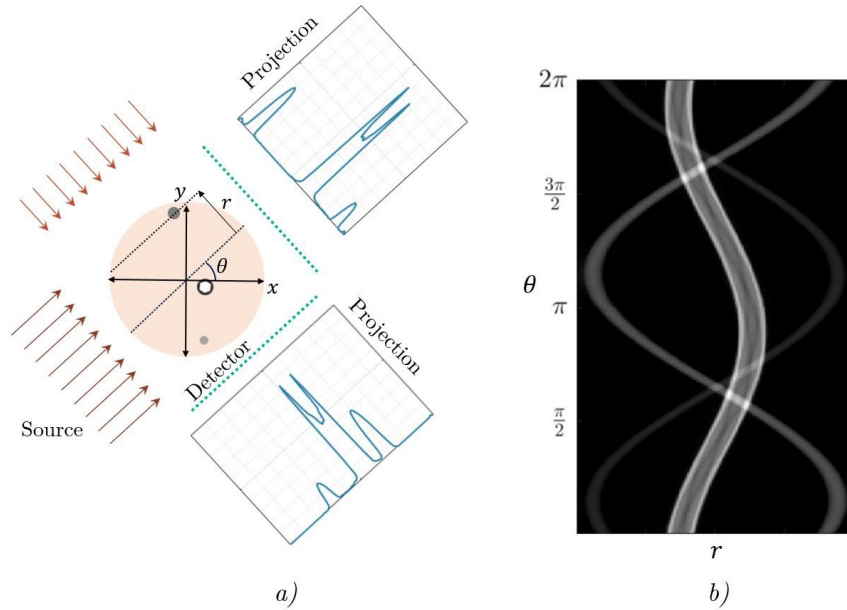 Projection
y
r
θ
x
Detector
Projection
Source
a)
2π
3π/2
θ
π
π/2
r
b)